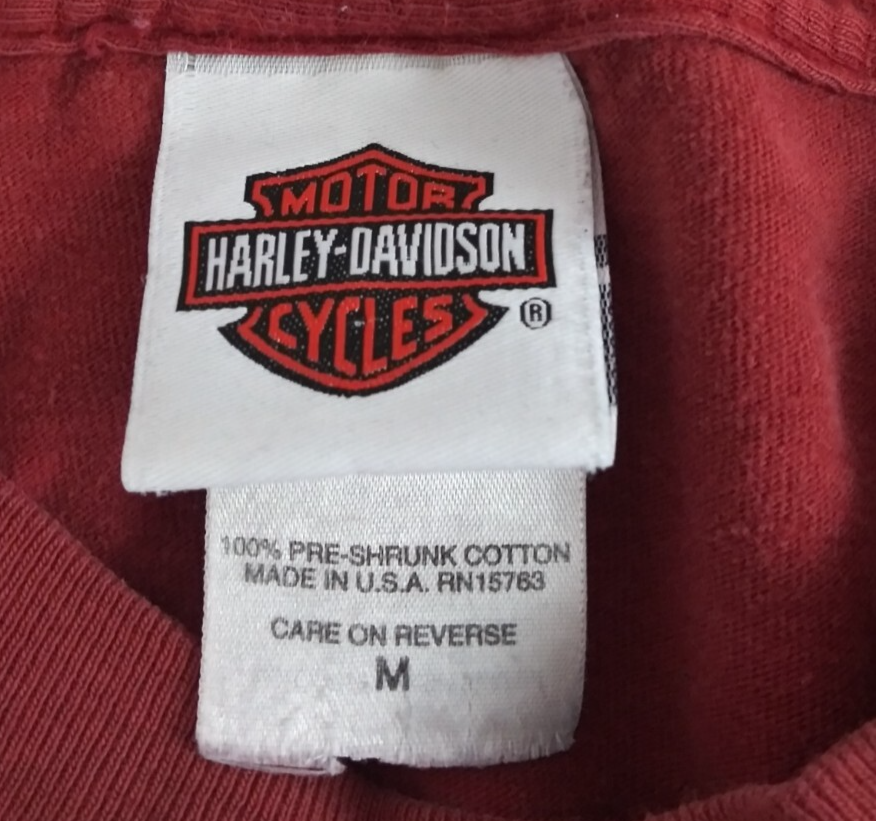 MOTOR
HARLEY-DAVIDSON
CYCLES
®
100% PRE-SHRUNK COTTON
MADE IN U.S.A. RN15763
CARE ON REVERSE
M